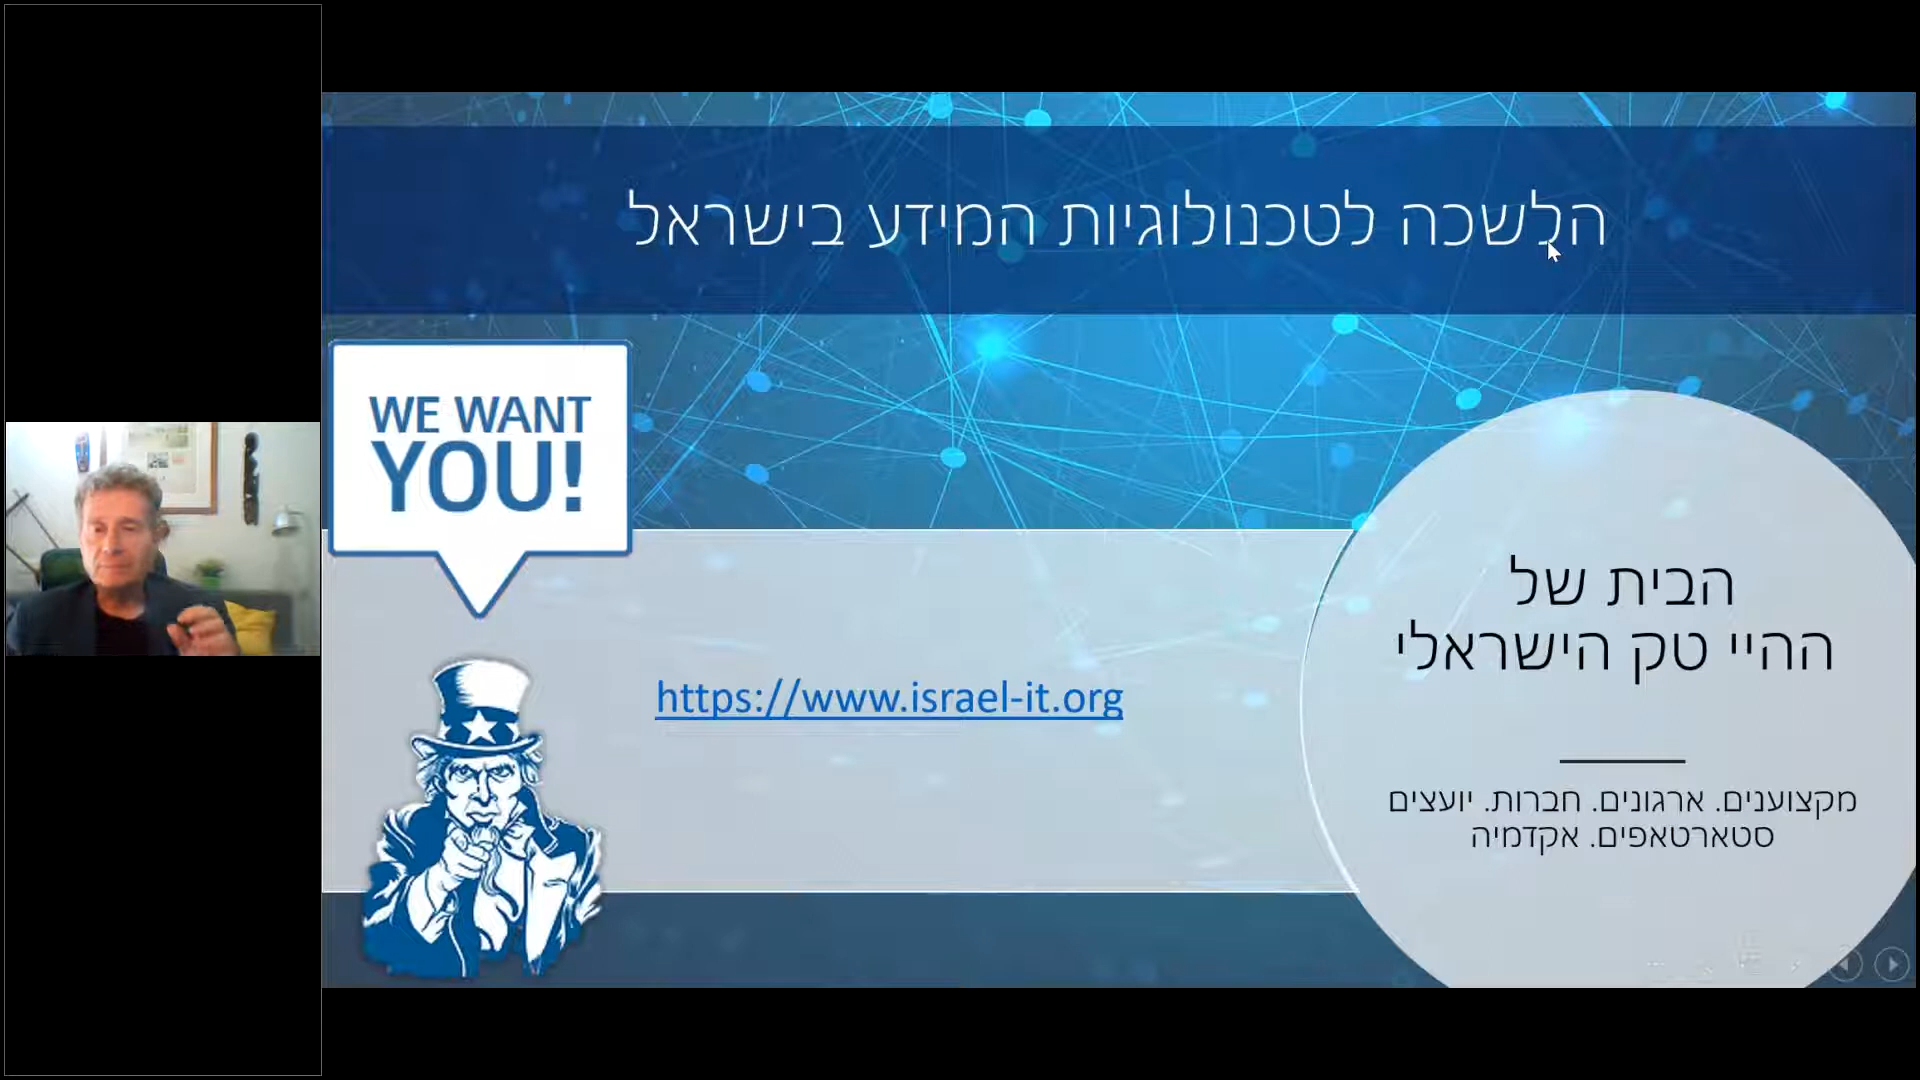 הלשכה לטכנולוגיות המידע בישראל
WE WANT
YOU!
הבית של
ההיי טק הישראלי
https://www.israel-it.org
מקצוענים. ארגונים. חברות. יועצים
סטארטאפים. אקדמיה